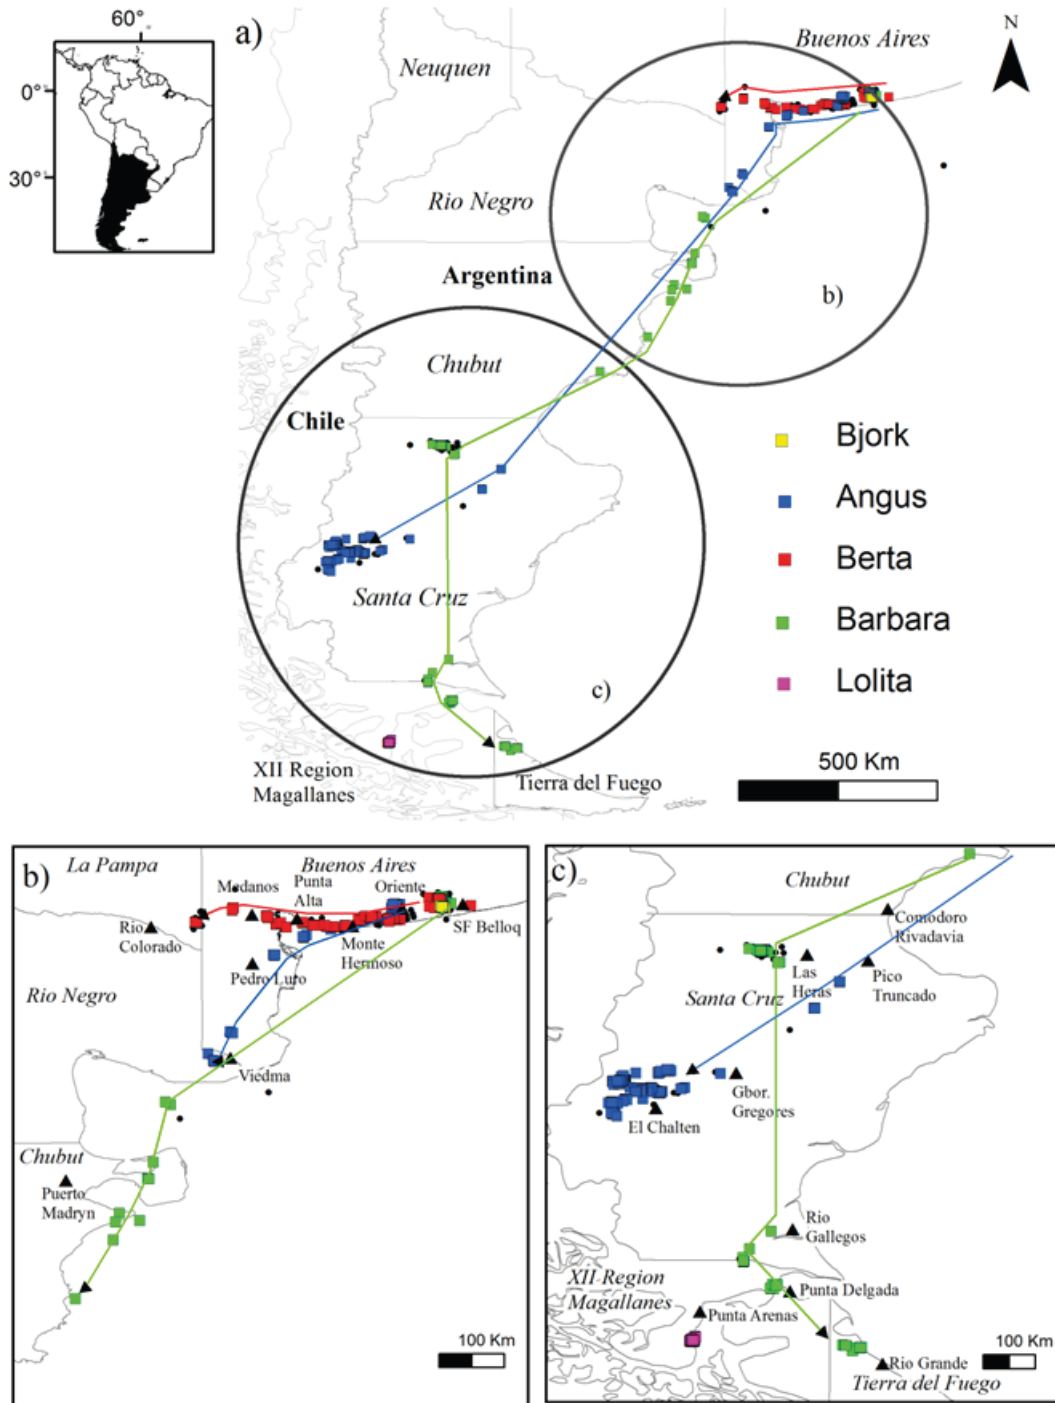 60°
0°
30°
a)
N
Buenos Aires
Neuquen
Rio Negro
Argentina
b)
Chubut
Chile
Bjork
Angus
Berta
Barbara
Lolita
Santa Cruz
c)
XII Region
Magallanes
Tierra del Fuego
500 Km
b)
La Pampa
Buenos Aires
Medanos
Punta
Alta
Oriente
SF Belloq
Rio
Colorado
Monte
Hermoso
Pedro Luro
Rio Negro
Viedma
Chubut
Puerto
Madryn
100 Km
c)
Chubut
Comodoro
Rivadavia
Las
Heras
Pico
Truncado
Santa Cruz
Gbor.
Gregores
El Chalten
Rio
Gallegos
XII Region
Magallanes
Punta Delgada
Punta Arenas
100 Km
Rio Grande
Tierra del Fuego